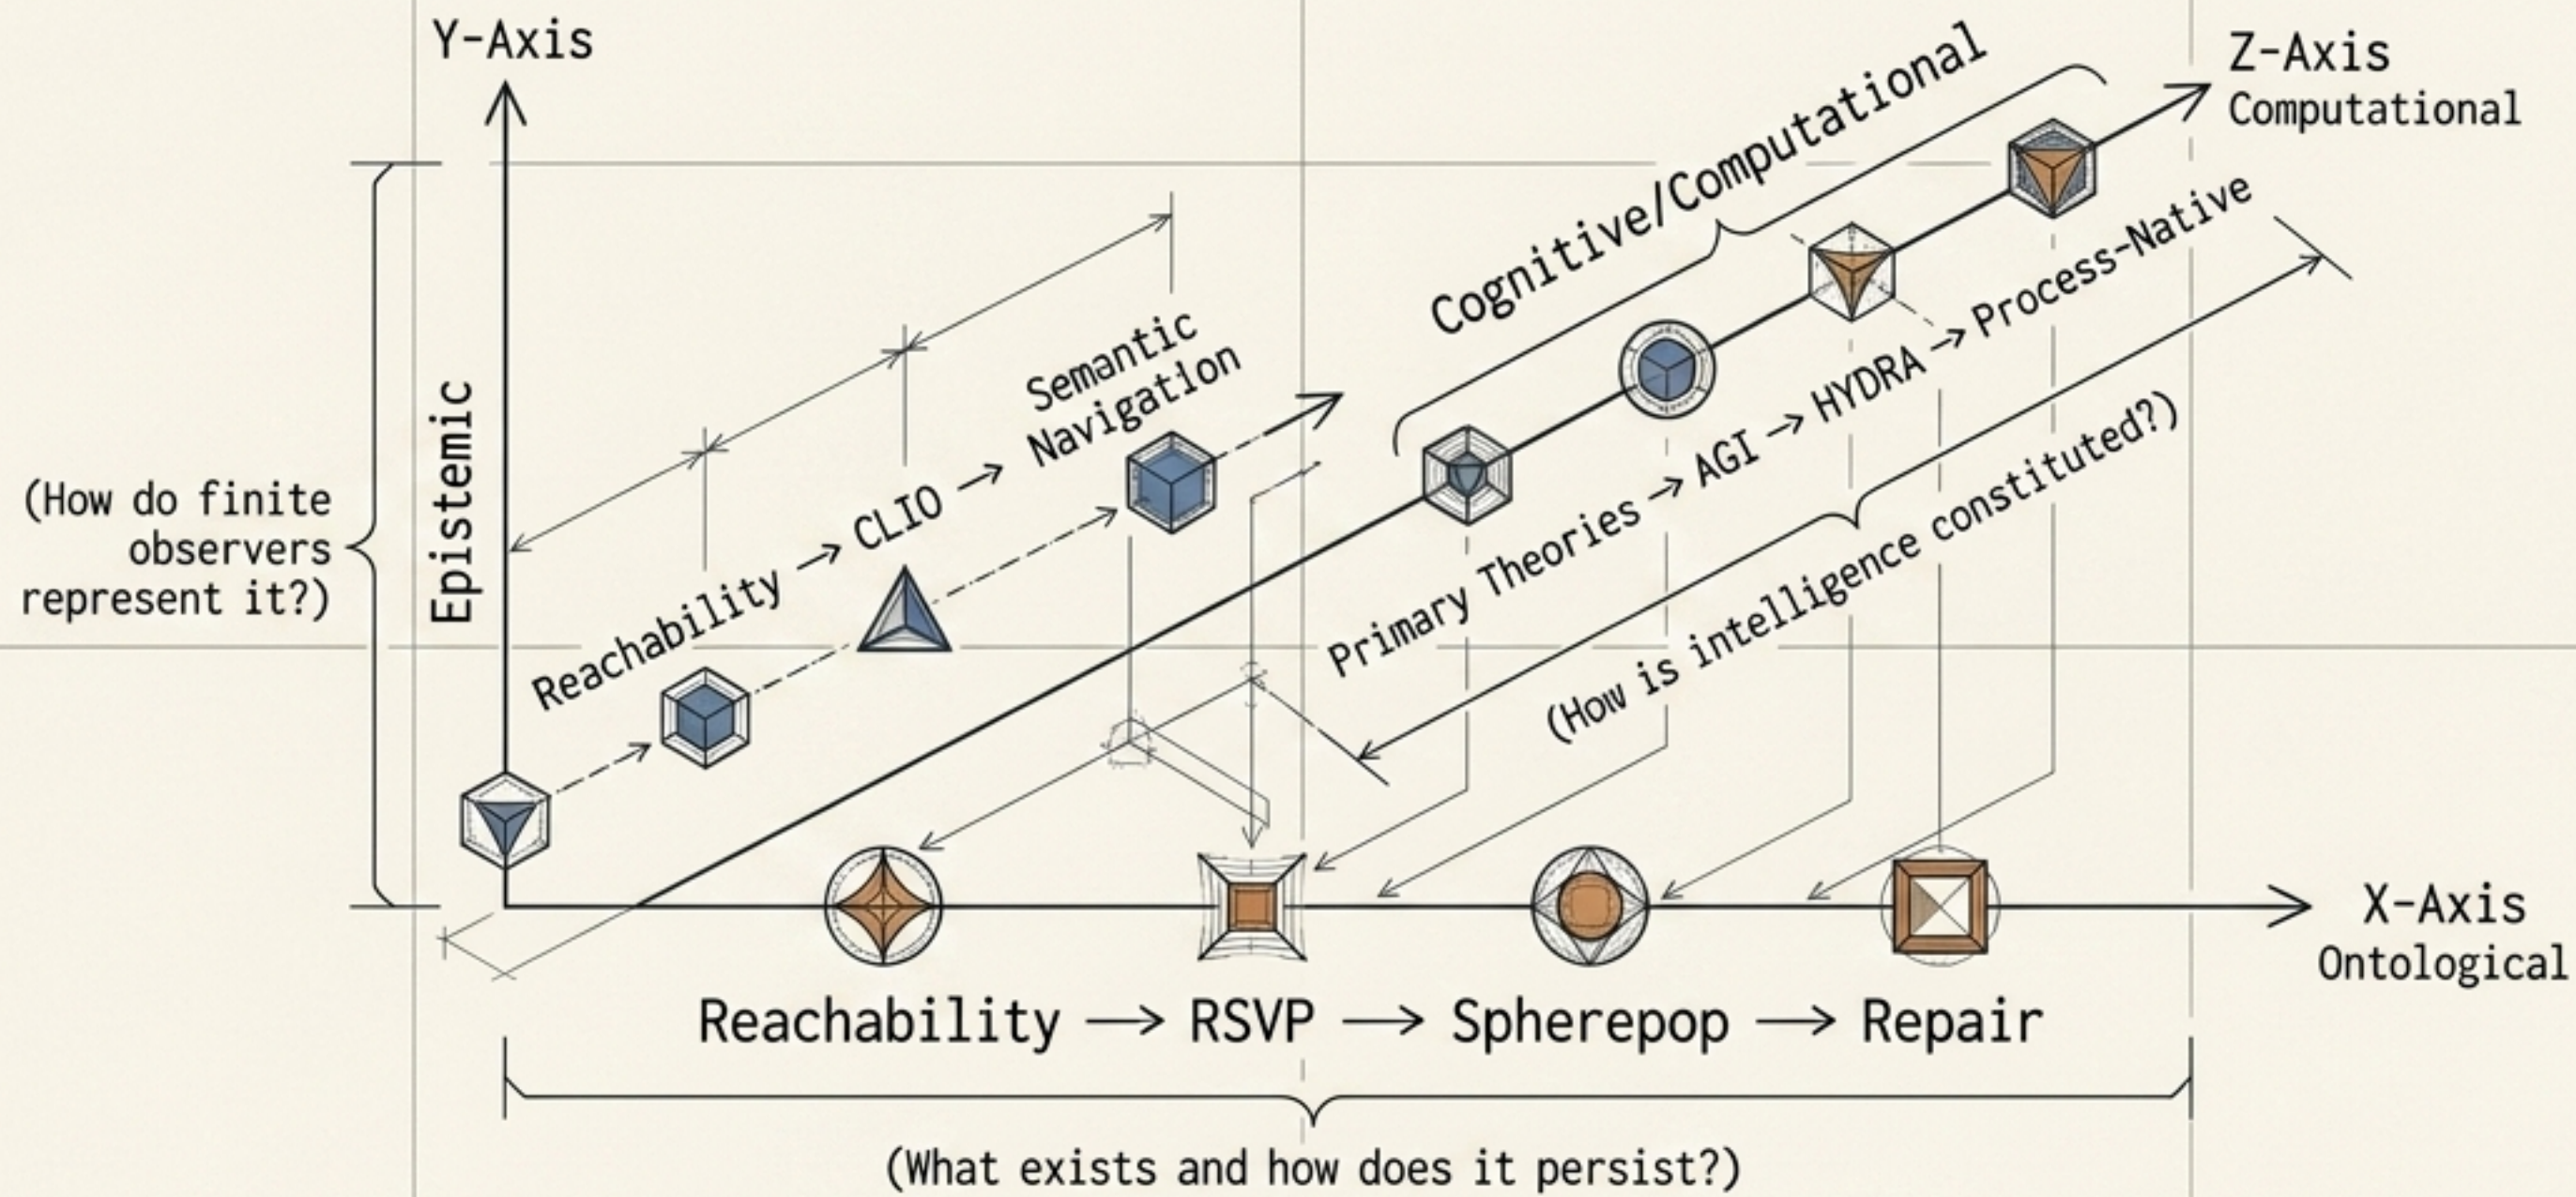 Y-Axis
Z-Axis
Computational
Cognitive/Computational
Epistemic
(How do finite
observers
represent it?)
Reachability → CLIO →
Semantic
Navigation
Primary Theories → AGI → HYDRA → Process-Native
(How is intelligence constituted?)
X-Axis
Ontological
Reachability → RSVP → Spherepop → Repair
(What exists and how does it persist?)